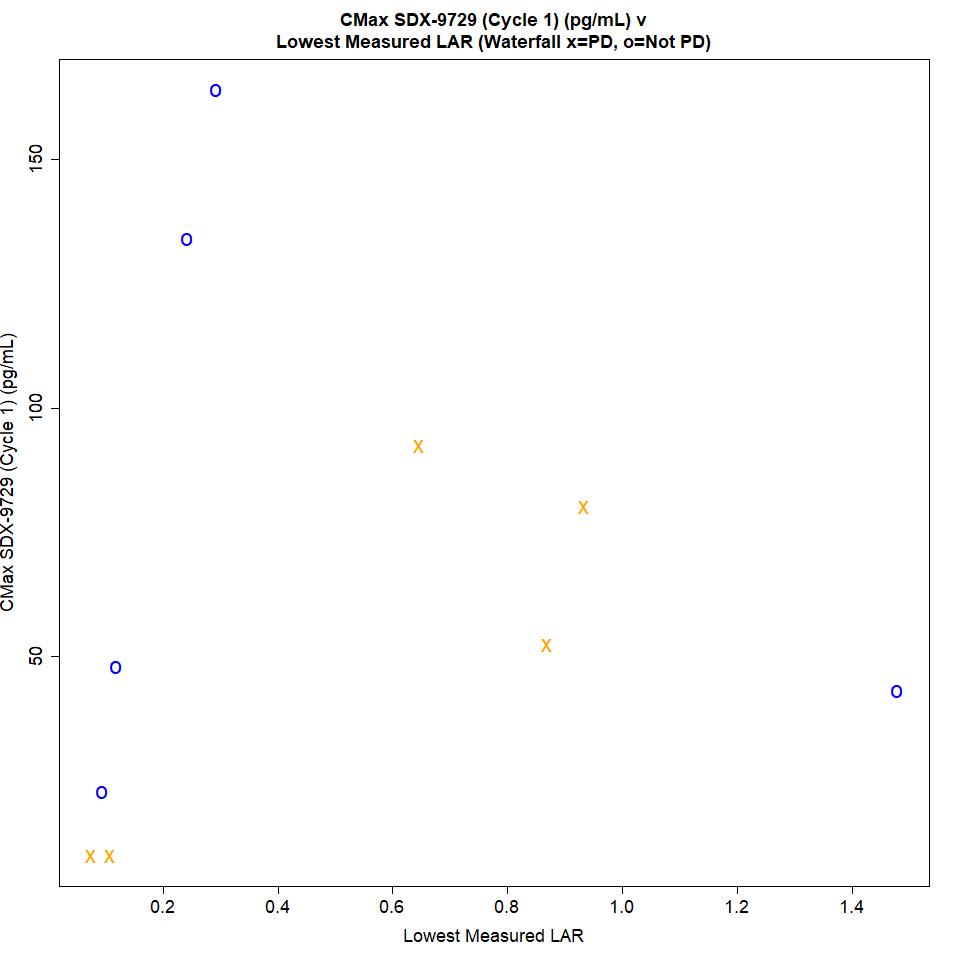 CMax SDX-9729 (Cycle 1) (pg/mL) v
Lowest Measured LAR (Waterfall x=PD, o=Not PD)
CMax SDX-9729 (Cycle 1) (pg/mL)
150
100
50
o
o
x
x
x
o
o
o
x x
0.2 0.4 0.6 0.8 1.0 1.2 1.4
Lowest Measured LAR